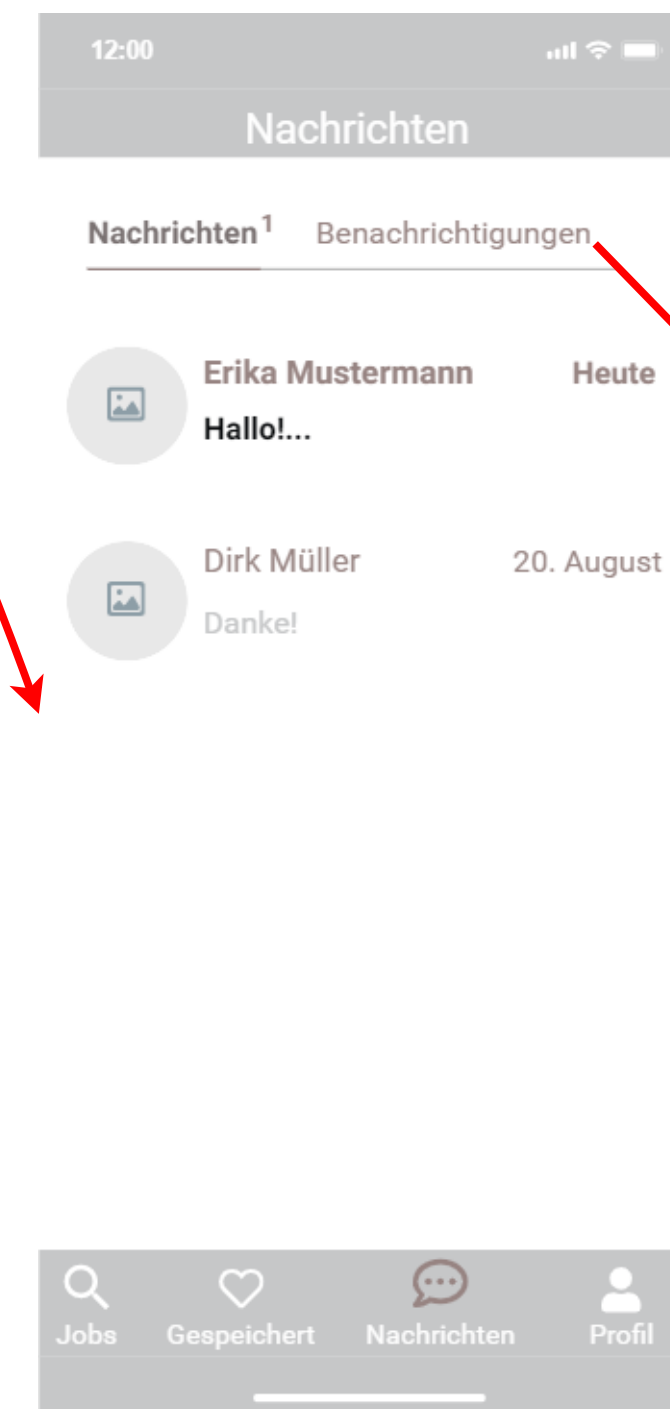 12:00
Nachrichten
Nachrichten¹ Benachrichtigungen
Erika Mustermann Heute
Hallo!...
Dirk Müller 20. August
Danke!
Jobs Gespeichert Nachrichten Profil